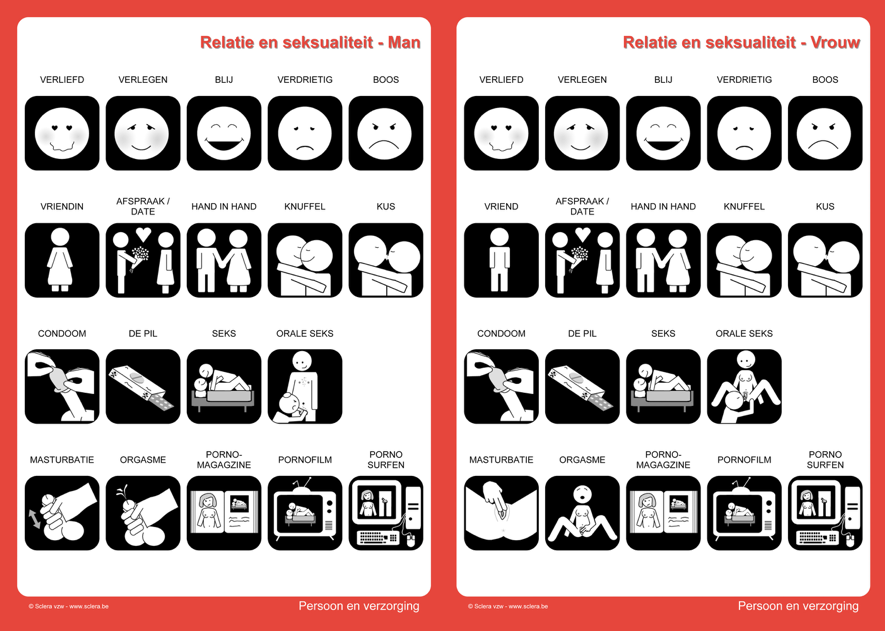 Relatie en seksualiteit - Man
VERLIEFD VERLEGEN BLIJ VERDRIETIG BOOS
VRIENDIN AFSPRAAK / DATE HAND IN HAND KNUFFEL KUS
CONDOOM DE PIL SEKS ORALE SEKS
MASTURBATIE ORGASME PORNO-MAGAGZINE PORNOFILM PORNO SURFEN
© Sclera vzw - www.sclera.be
Persoon en verzorging
Relatie en seksualiteit - Vrouw
VERLIEFD VERLEGEN BLIJ VERDRIETIG BOOS
VRIEND AFSPRAAK / DATE HAND IN HAND KNUFFEL KUS
CONDOOM DE PIL SEKS ORALE SEKS
MASTURBATIE ORGASME PORNO-MAGAGZINE PORNOFILM PORNO SURFEN
© Sclera vzw - www.sclera.be
Persoon en verzorging